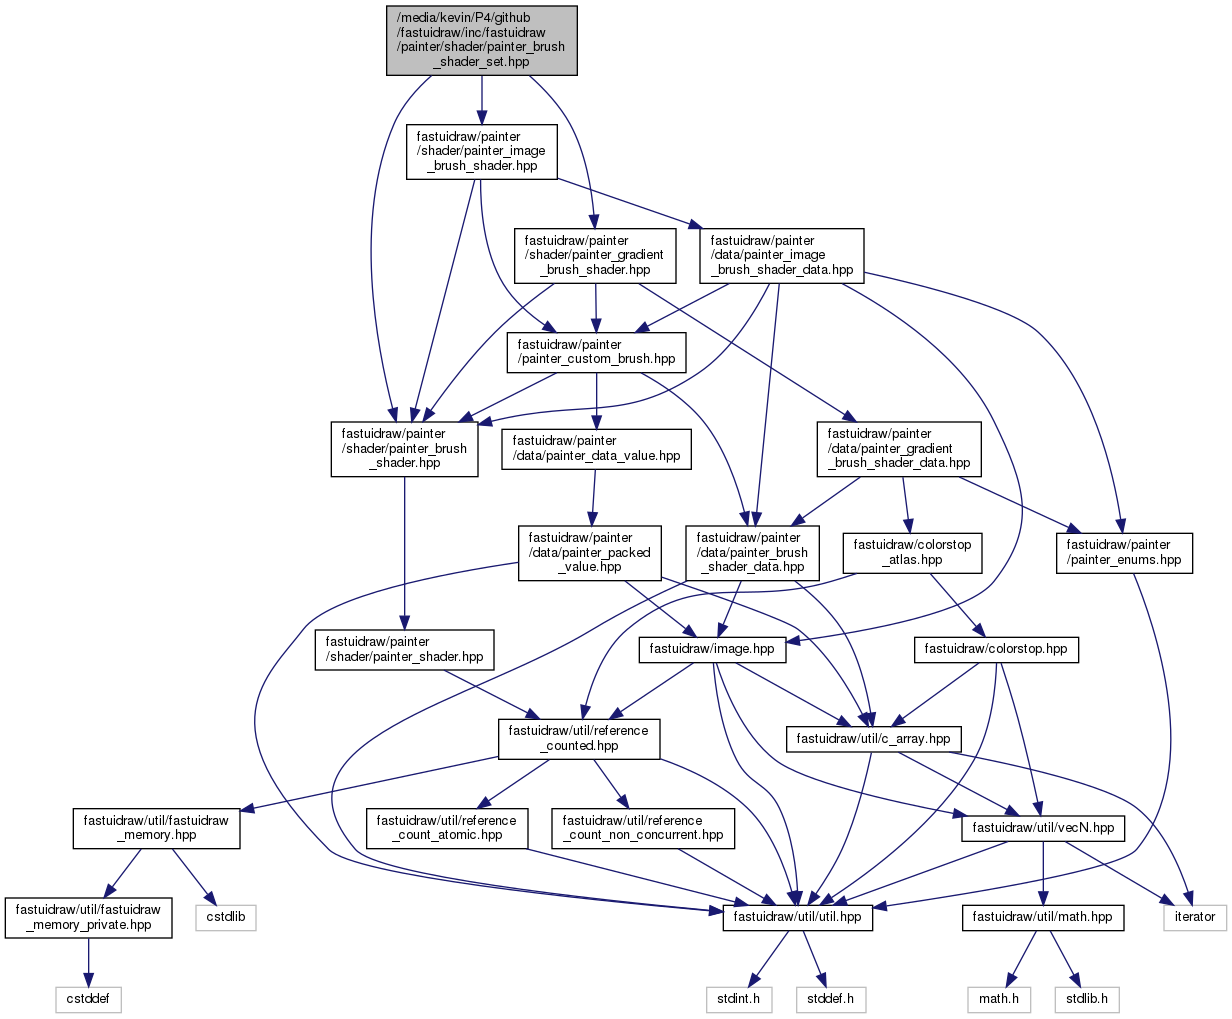 /media/kevin/P4/github
/fastuidraw/inc/fastuidraw
/painter/shader/painter_brush
_shader_set.hpp
fastuidraw/painter
/shader/painter_image
_brush_shader.hpp
fastuidraw/painter
/shader/painter_gradient
_brush_shader.hpp
fastuidraw/painter
/data/painter_image
_brush_shader_data.hpp
fastuidraw/painter
/painter_custom_brush.hpp
fastuidraw/painter
/shader/painter_brush
_shader.hpp
fastuidraw/painter
/data/painter_data_value.hpp
fastuidraw/painter
/data/painter_gradient
_brush_shader_data.hpp
fastuidraw/painter
/data/painter_packed
_value.hpp
fastuidraw/painter
/data/painter_brush
_shader_data.hpp
fastuidraw/colorstop
_atlas.hpp
fastuidraw/painter
/painter_enums.hpp
fastuidraw/painter
/shader/painter_shader.hpp
fastuidraw/image.hpp
fastuidraw/colorstop.hpp
fastuidraw/util/reference
_counted.hpp
fastuidraw/util/c_array.hpp
fastuidraw/util/fastuidraw
_memory.hpp
fastuidraw/util/reference
_count_atomic.hpp
fastuidraw/util/reference
_count_non_concurrent.hpp
fastuidraw/util/vecN.hpp
fastuidraw/util/fastuidraw
_memory_private.hpp
cstdlib
fastuidraw/util/util.hpp
fastuidraw/util/math.hpp
iterator
cstddef
stdint.h
stddef.h
math.h
stdlib.h